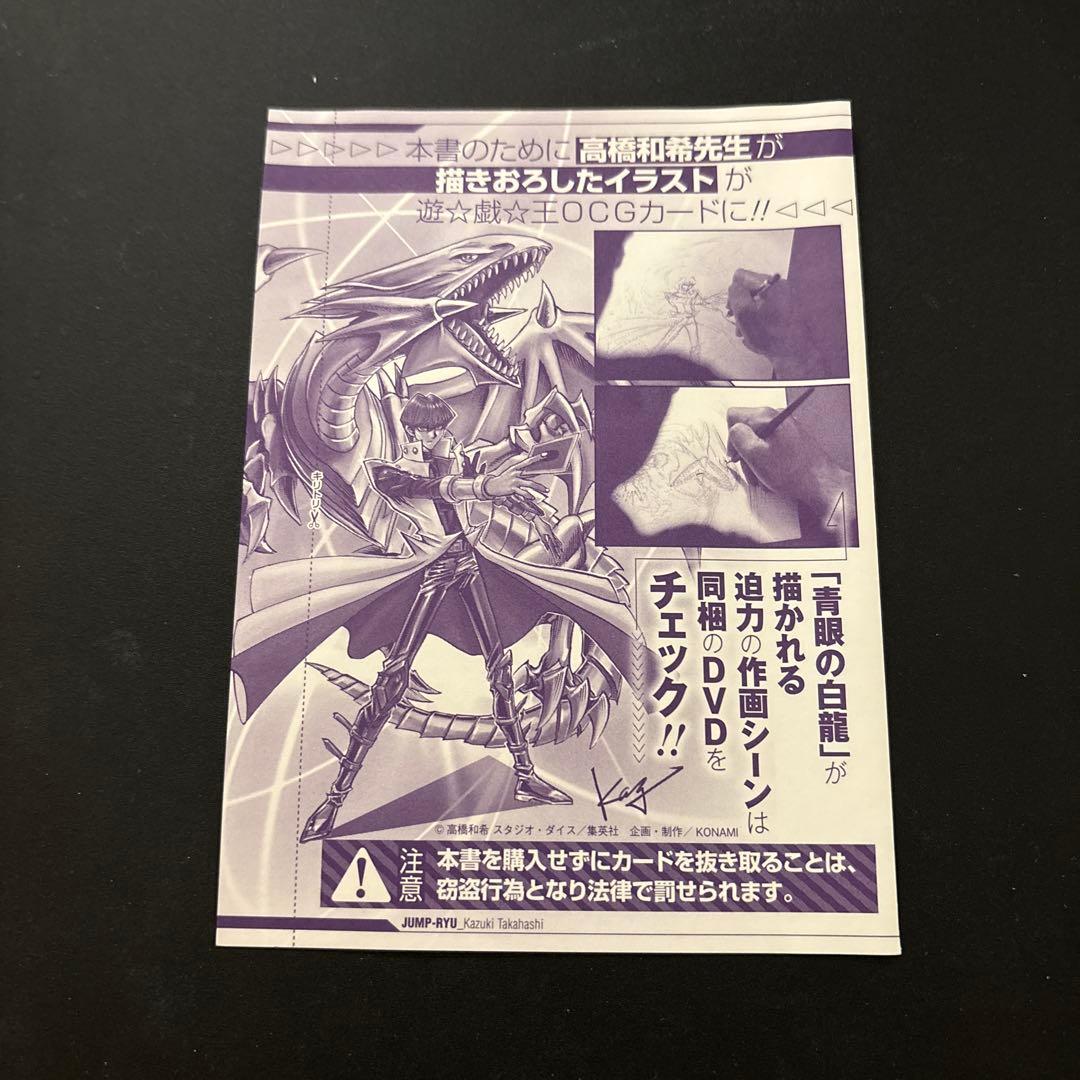 ▷▷▷▷▷本書のために高橋和希先生が
描きおろしたイラストが
遊☆戯☆王OCGカードに!!◁◁◁
キリトリ
「青眼の白龍」が
描かれる
迫力の作画シーンは
同梱のDVDを
チェック!!
Kaz
©高橋和希 スタジオ・ダイス/集英社 企画・制作/KONAMI
注意
本書を購入せずにカードを抜き取ることは、
窃盗行為となり法律で罰せられます。
JUMP-RYU_Kazuki Takahashi